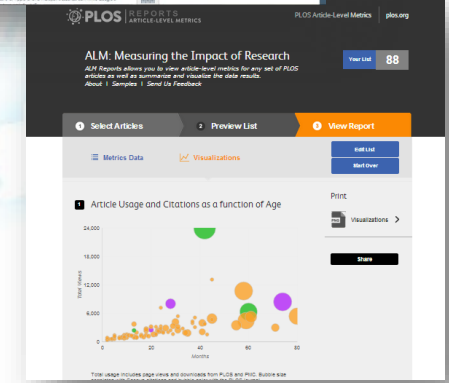 PLOS REPORTS
ARTICLE-LEVEL METRICS
PLOS Article-Level Metrics
plos.org
ALM: Measuring the Impact of Research
ALM Reports allows you to view article-level metrics for any set of PLOS
articles as well as summarize and visualize the data results.
About | Samples | Send Us Feedback
Your List 88
1 Select Articles
2 Preview List
3 View Report
Metrics Data
Visualizations
Edit List
Start Over
1 Article Usage and Citations as a function of Age
Print
Visualizations
Share
24,000
18,000
12,000
6,000
0
Total Views
0 20 40 60 80
Months
Total usage includes page views and downloads from PLOS and PMC. Bubble size